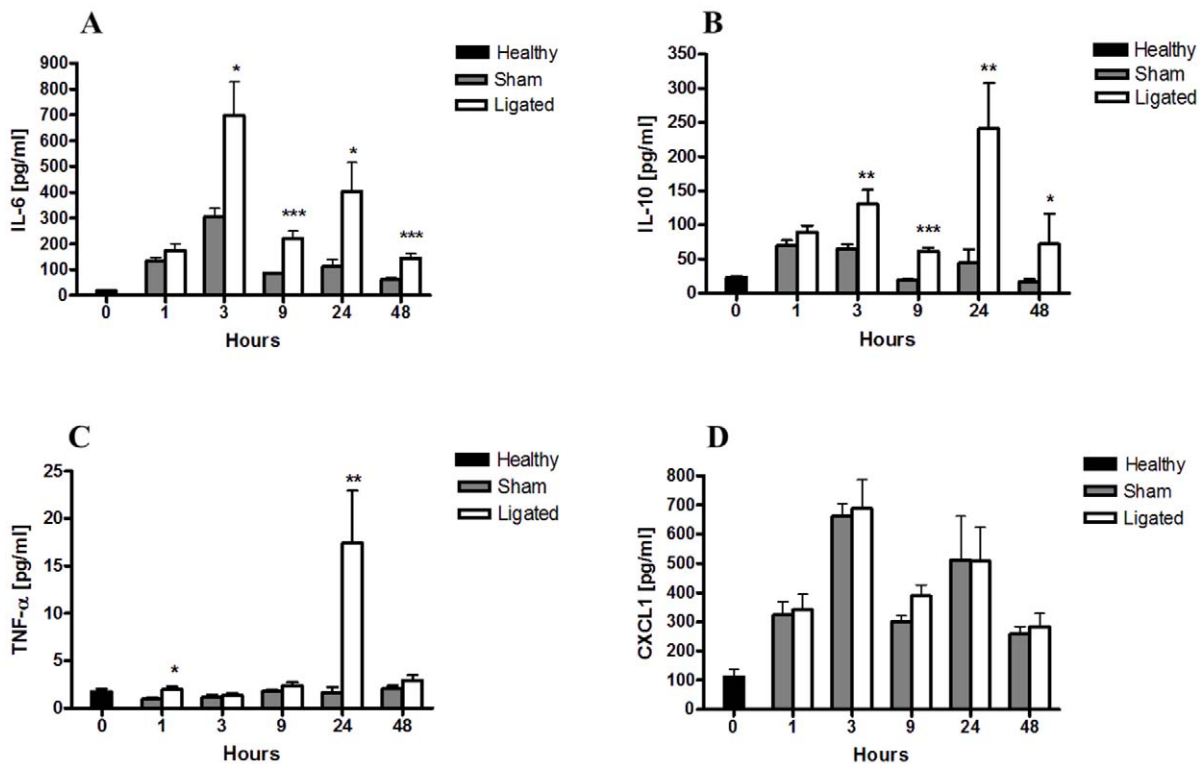 A
Healthy
Sham
Ligated
IL-6 [pg/ml]
900
800
700
600
500
400
300
200
100
0
*
***
*
***
0 1 3 9 24 48
Hours
B
Healthy
Sham
Ligated
IL-10 [pg/ml]
350
300
250
200
150
100
50
0
**
***
**
*
0 1 3 9 24 48
Hours
C
Healthy
Sham
Ligated
TNF-α [pg/ml]
25
20
15
10
5
0
*
**
0 1 3 9 24 48
Hours
D
Healthy
Sham
Ligated
CXCL1 [pg/ml]
800
700
600
500
400
300
200
100
0
0 1 3 9 24 48
Hours